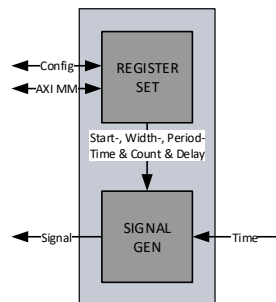 REGISTER
SET
Config
AXI MM
Start-, Width-, Period-
Time & Count & Delay
SIGNAL
GEN
Signal
Time